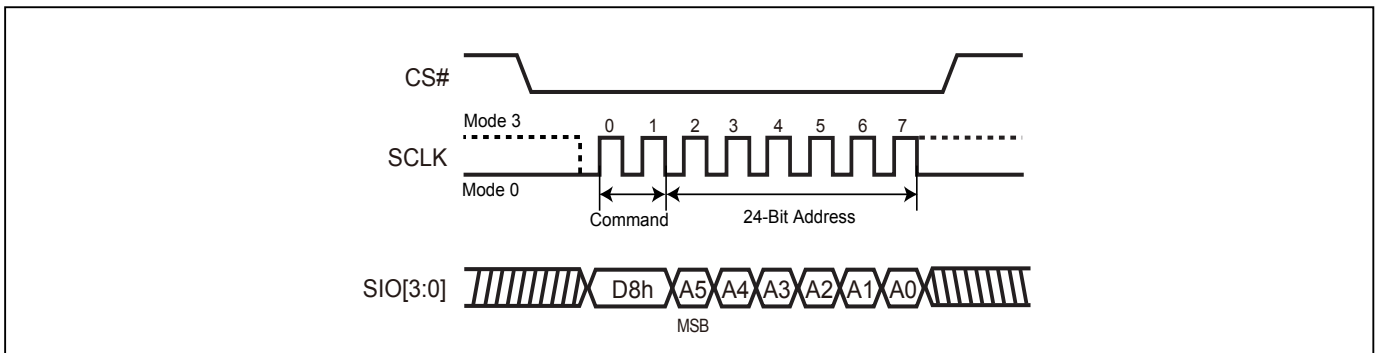 CS#
Mode 3
0 1 2 3 4 5 6 7
SCLK
Mode 0
Command
24-Bit Address
SIO[3:0]
D8h A5 A4 A3 A2 A1 A0
MSB